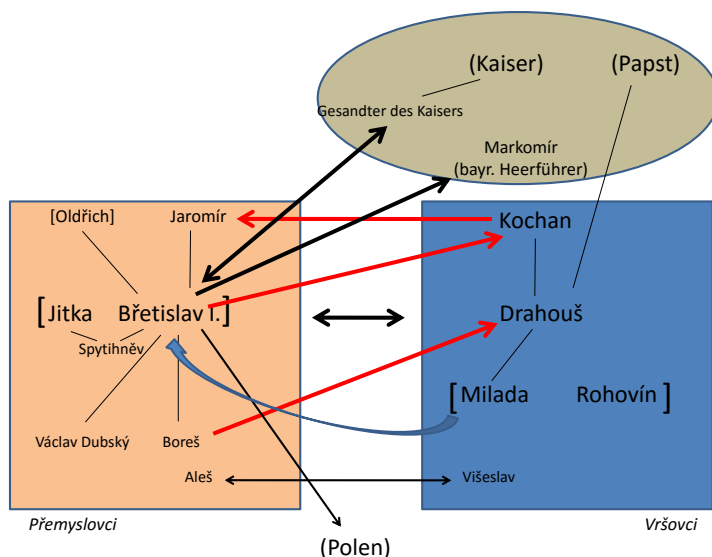 (Kaiser)
(Papst)
Gesandter des Kaisers
Markomír
(bayr. Heerführer)
[Oldřich]
Jaromír
Kochan
[Jitka
Břetislav I.]
Drahouš
Spytihněv
[Milada
Rohovín]
Václav Dubský
Boreš
Aleš
Višeslav
Přemyslovci
Vršovci
(Polen)